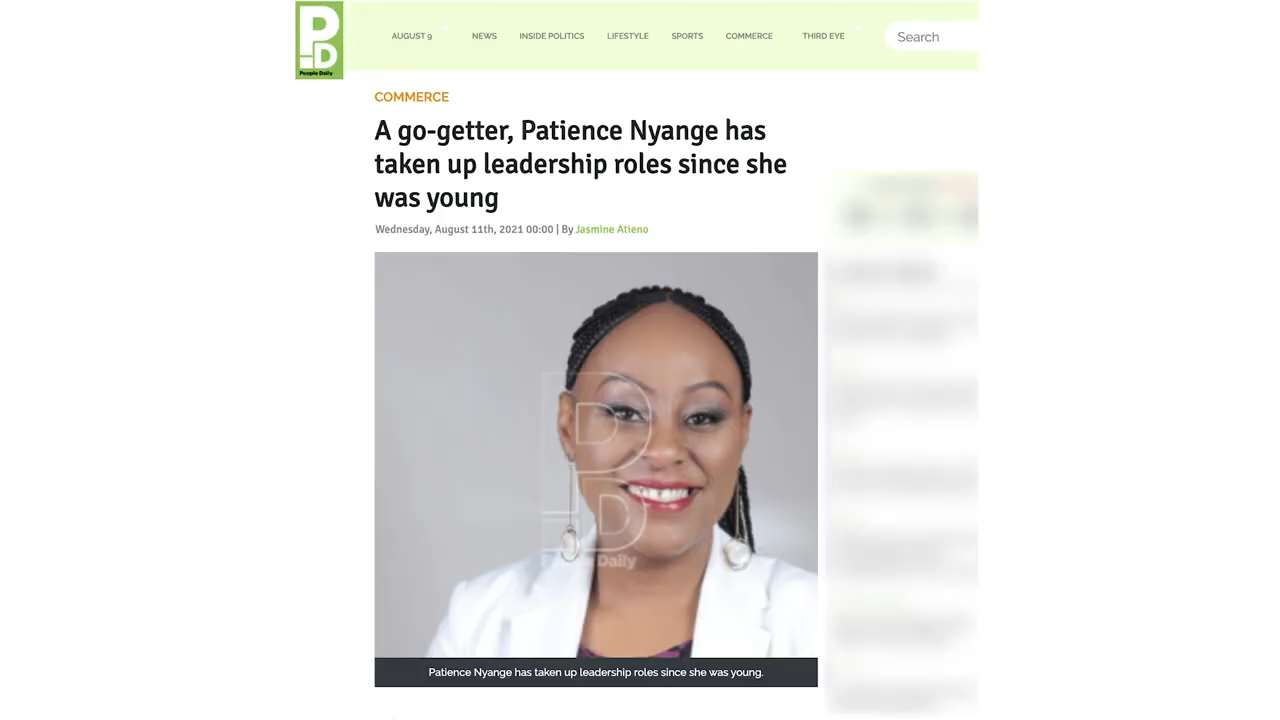 PD
People Daily
AUGUST 9
NEWS
INSIDE POLITICS
LIFESTYLE
SPORTS
COMMERCE
THIRD EYE
Search
COMMERCE
A go-getter, Patience Nyange has
taken up leadership roles since she
was young
Wednesday, August 11th, 2021 00:00 | By Jasmine Atieno
PD
People Daily
Patience Nyange has taken up leadership roles since she was young.